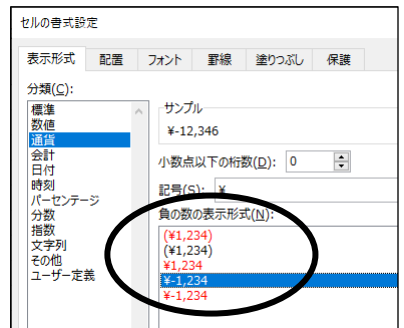 セルの書式設定
表示形式 配置 フォント 罫線 塗りつぶし 保護
分類(C):
標準
数値
通貨
会計
日付
時刻
パーセンテージ
分数
指数
文字列
その他
ユーザー定義
サンプル
¥-12,346
小数点以下の桁数(D): 0
記号(S): ¥
負の数の表示形式(N):
(¥1,234)
(¥1,234)
¥1,234
¥-1,234
¥-1,234